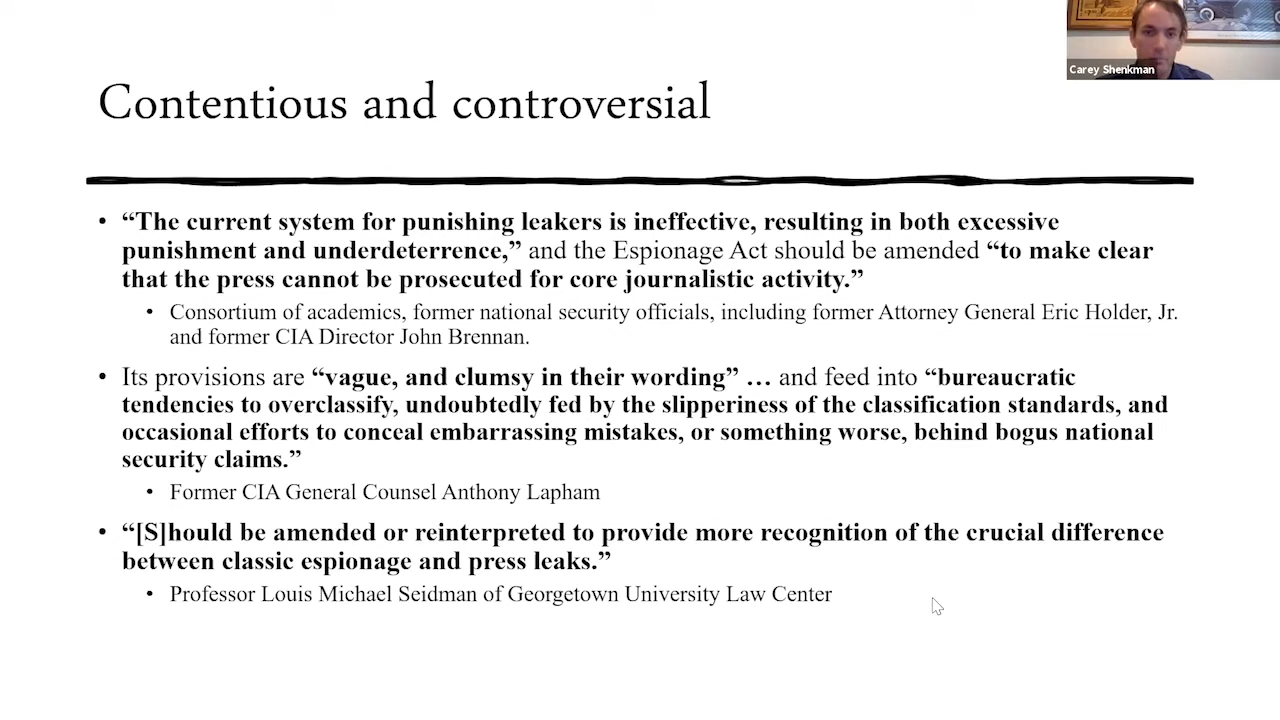 Carey Shenkman
Contentious and controversial
• “The current system for punishing leakers is ineffective, resulting in both excessive
punishment and underdeterrence,” and the Espionage Act should be amended “to make clear
that the press cannot be prosecuted for core journalistic activity.”
• Consortium of academics, former national security officials, including former Attorney General Eric Holder, Jr.
and former CIA Director John Brennan.
• Its provisions are “vague, and clumsy in their wording” … and feed into “bureaucratic
tendencies to overclassify, undoubtedly fed by the slipperiness of the classification standards, and
occasional efforts to conceal embarrassing mistakes, or something worse, behind bogus national
security claims.”
• Former CIA General Counsel Anthony Lapham
• “[S]hould be amended or reinterpreted to provide more recognition of the crucial difference
between classic espionage and press leaks.”
• Professor Louis Michael Seidman of Georgetown University Law Center